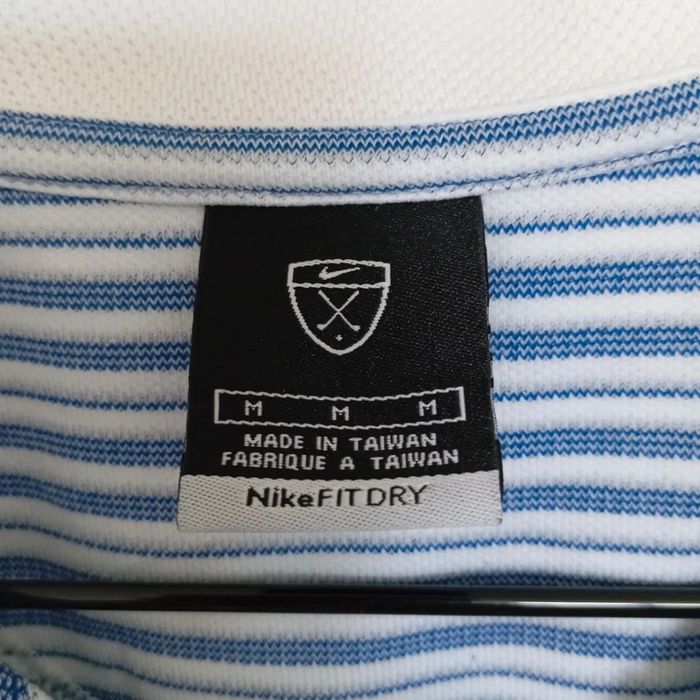 M M M
MADE IN TAIWAN
FABRIQUE A TAIWAN
NikeFITDRY